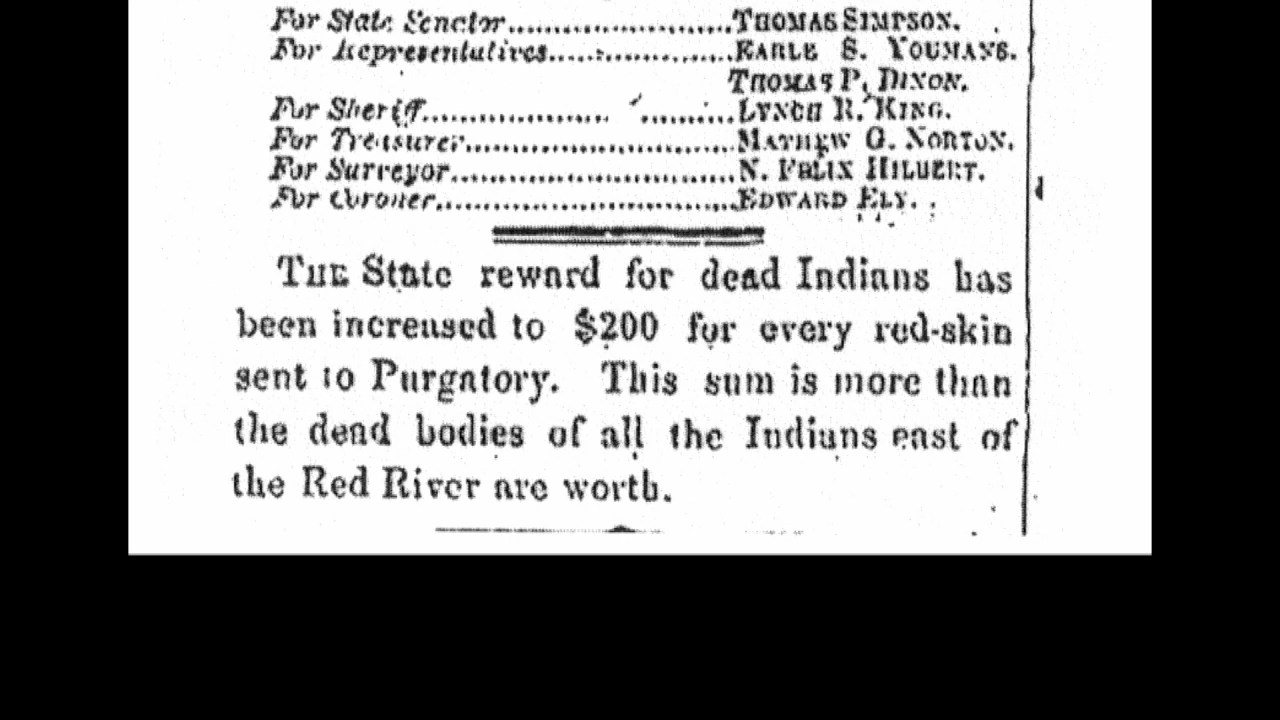 For State Senator..............................THOMAS SIMPSON.
For Representatives.........................EARLE S. YOUMANS.
THOMAS P. DIXON.
For Sheriff....................................LYNCH R. KING.
For Treasurer...................................MATHEW G. NORTON.
For Surveyor....................................N. FELIX HILBERT.
For Coroner......................................EDWARD ELY.
THE State reward for dead Indians has
been increased to $200 for every red-skin
sent to Purgatory. This sum is more than
the dead bodies of all the Indians east of
the Red River are worth.